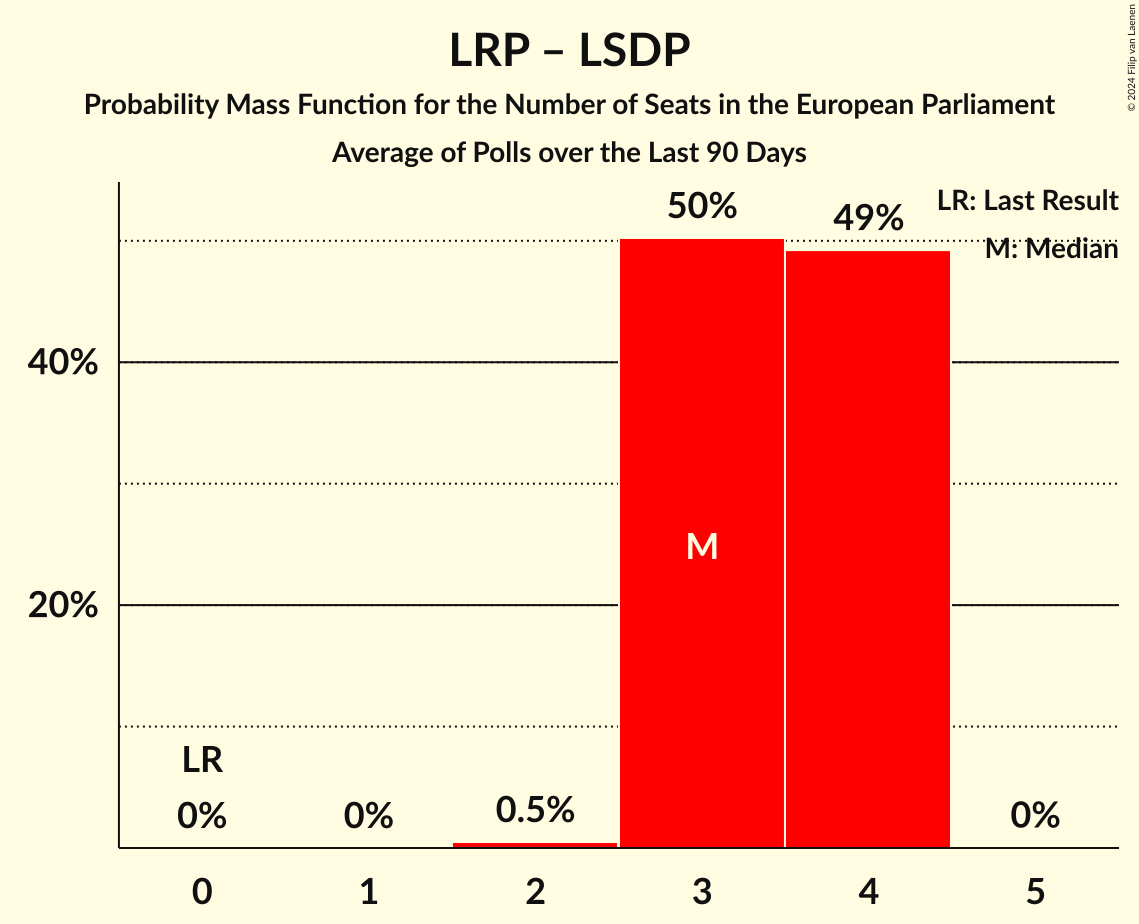 LRP – LSDP
Probability Mass Function for the Number of Seats in the European Parliament
Average of Polls over the Last 90 Days
© 2024 Filip van Laenen
LR: Last Result
M: Median
50%
49%
40%
M
20%
LR
0%
0%
0.5%
0%
0
1
2
3
4
5